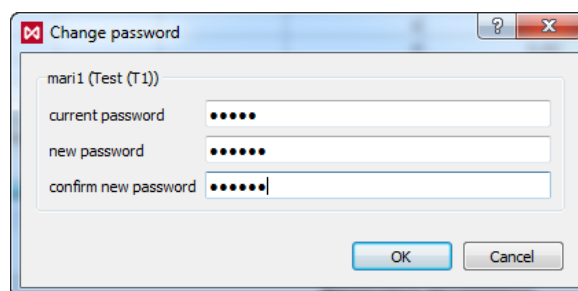 Change password
mari1 (Test (T1))
current password ●●●●●
new password ●●●●●●
confirm new password ●●●●●●
OK Cancel